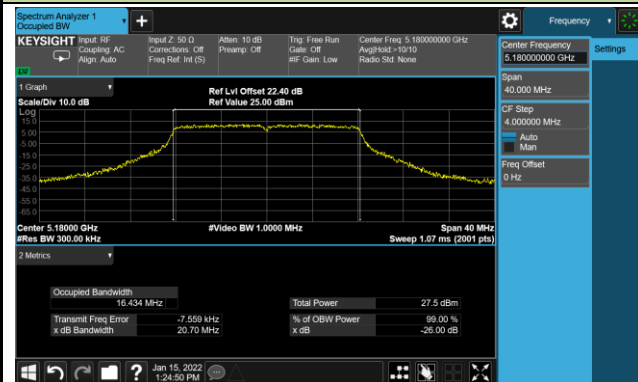 Spectrum Analyzer 1
Occupied BW
Frequency
KEYSIGHT
Input: RF
Coupling: AC
Align: Auto
Input Z: 50 Ω
Corrections: Off
Freq Ref: Int (S)
Atten: 10 dB
Preamp: Off
Trig: Free Run
Gate: Off
#IF Gain: Low
Center Freq: 5.180000000 GHz
Avg|Hold:>10/10
Radio Std: None
Center Frequency
5.180000000 GHz
Settings
Span
40.000 MHz
CF Step
4.000000 MHz
Auto
Man
Freq Offset
0 Hz
1 Graph
Scale/Div 10.0 dB
Ref Lvl Offset 22.40 dB
Ref Value 25.00 dBm
Log
15.0
5.00
-5.00
-15.0
-25.0
-35.0
-45.0
-55.0
-65.0
Center 5.18000 GHz
#Res BW 300.00 kHz
#Video BW 1.0000 MHz
Span 40 MHz
Sweep 1.07 ms (2001 pts)
2 Metrics
Occupied Bandwidth
16.434 MHz
Transmit Freq Error -7.559 kHz
x dB Bandwidth 20.70 MHz
Total Power 27.5 dBm
% of OBW Power 99.00 %
x dB -26.00 dB
?
Jan 15, 2022
1:24:50 PM